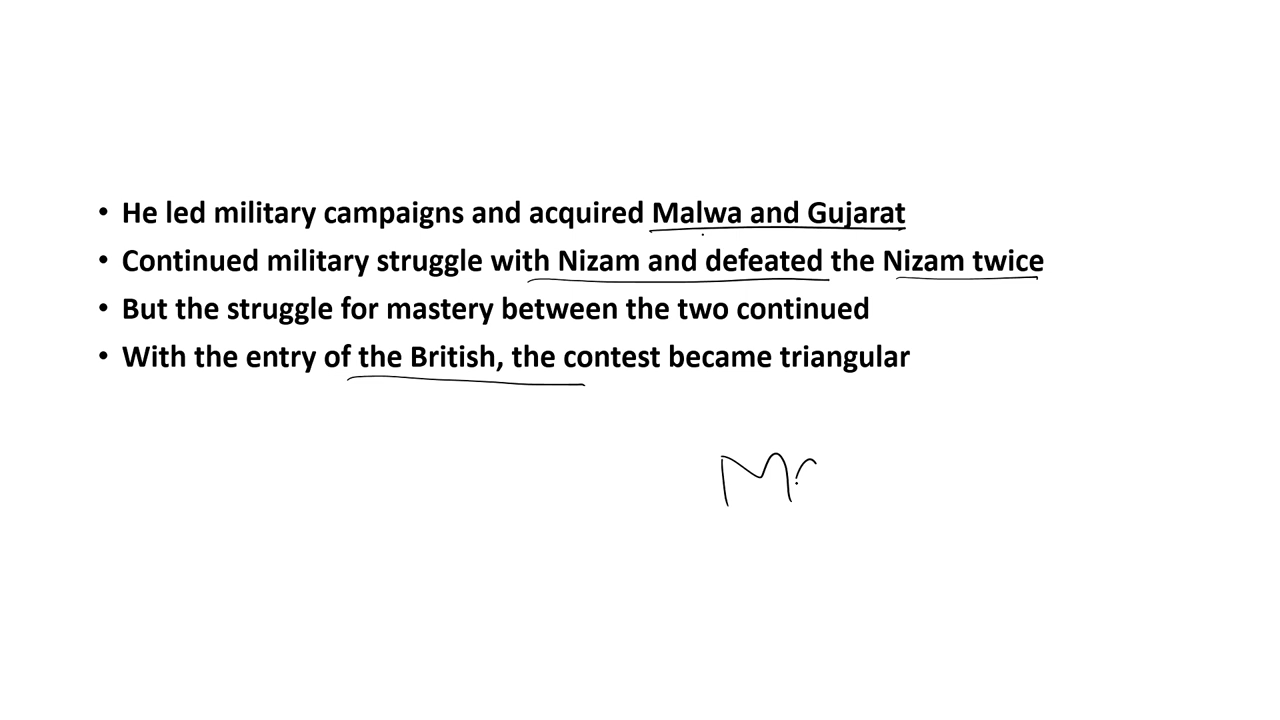 • He led military campaigns and acquired Malwa and Gujarat
• Continued military struggle with Nizam and defeated the Nizam twice
• But the struggle for mastery between the two continued
• With the entry of the British, the contest became triangular